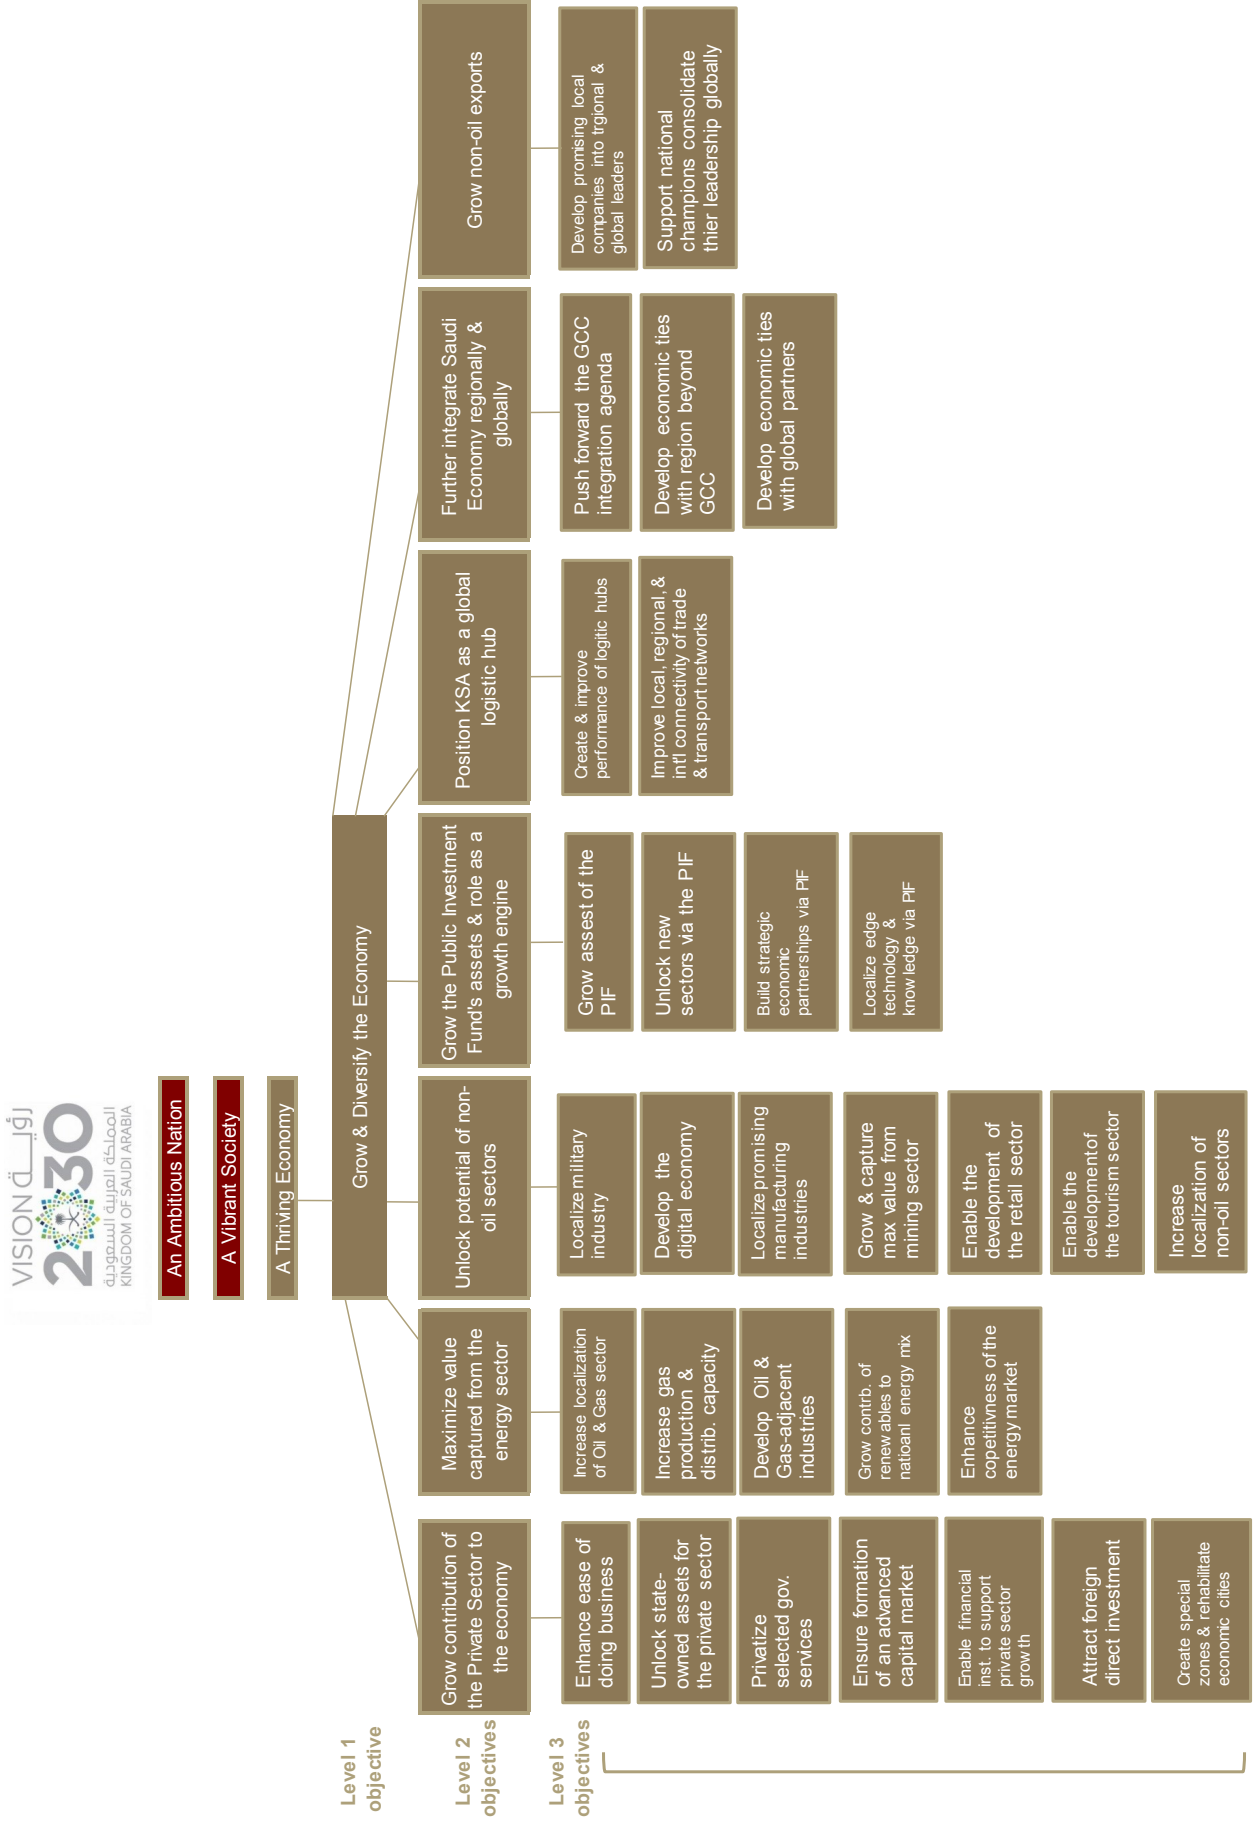 VISION رؤيــة
2030
المملكة العربية السعودية
KINGDOM OF SAUDI ARABIA
An Ambitious Nation
A Vibrant Society
A Thriving Economy
Level 1
objective
Grow & Diversify the Economy
Level 2
objectives
Grow contribution of
the Private Sector to
the economy
Maximize value
captured from the
energy sector
Unlock potential of non-
oil sectors
Grow the Public Investment
Fund's assets & role as a
growth engine
Position KSA as a global
logistic hub
Further integrate Saudi
Economy regionally &
globally
Grow non-oil exports
Level 3
objectives
Enhance ease of
doing business
Unlock state-
owned assets for
the private sector
Privatize
selected gov.
services
Ensure formation
of an advanced
capital market
Enable financial
inst. to support
private sector
growth
Attract foreign
direct investment
Create special
zones & rehabilitate
economic cities
Increase localization
of Oil & Gas sector
Increase gas
production &
distrib. capacity
Develop Oil &
Gas-adjacent
industries
Grow contrb. of
renewables to
natioanl energy mix
Enhance
copetitivness of the
energy market
Localize military
industry
Develop the
digital economy
Localize promising
manufacturing
industries
Grow & capture
max value from
mining sector
Enable the
development of
the retail sector
Enable the
development of
the tourism sector
Increase
localization of
non-oil sectors
Grow assest of the
PIF
Unlock new
sectors via the PIF
Build strategic
economic
partnerships via PIF
Localize edge
technology &
knowledge via PIF
Create & improve
performance of logitic hubs
Improve local, regional, &
int'l connectivity of trade
& transport networks
Push forward the GCC
integration agenda
Develop economic ties
with region beyond
GCC
Develop economic ties
with global partners
Develop promising local
companies into trgional &
global leaders
Support national
champions consolidate
thier leadership globally